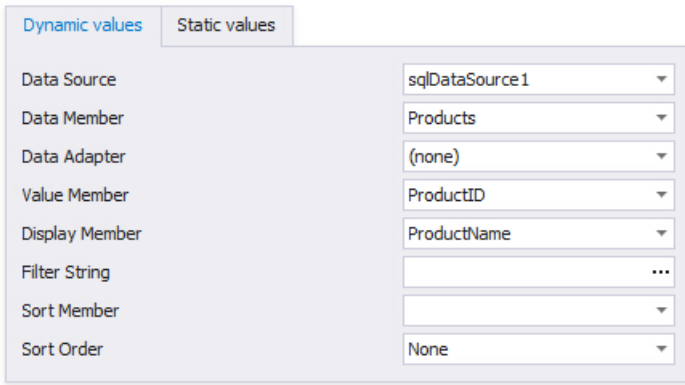 Dynamic values Static values
Data Source sqlDataSource1
Data Member Products
Data Adapter (none)
Value Member ProductID
Display Member ProductName
Filter String ...
Sort Member
Sort Order None